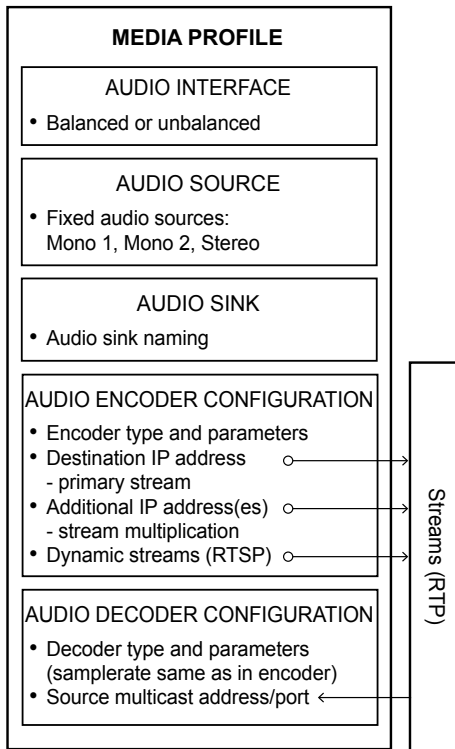 MEDIA PROFILE
AUDIO INTERFACE
• Balanced or unbalanced
AUDIO SOURCE
• Fixed audio sources:
Mono 1, Mono 2, Stereo
AUDIO SINK
• Audio sink naming
AUDIO ENCODER CONFIGURATION
• Encoder type and parameters
• Destination IP address
- primary stream
• Additional IP address(es)
- stream multiplication
• Dynamic streams (RTSP)
AUDIO DECODER CONFIGURATION
• Decoder type and parameters
(samplerate same as in encoder)
• Source multicast address/port
Streams (RTP)